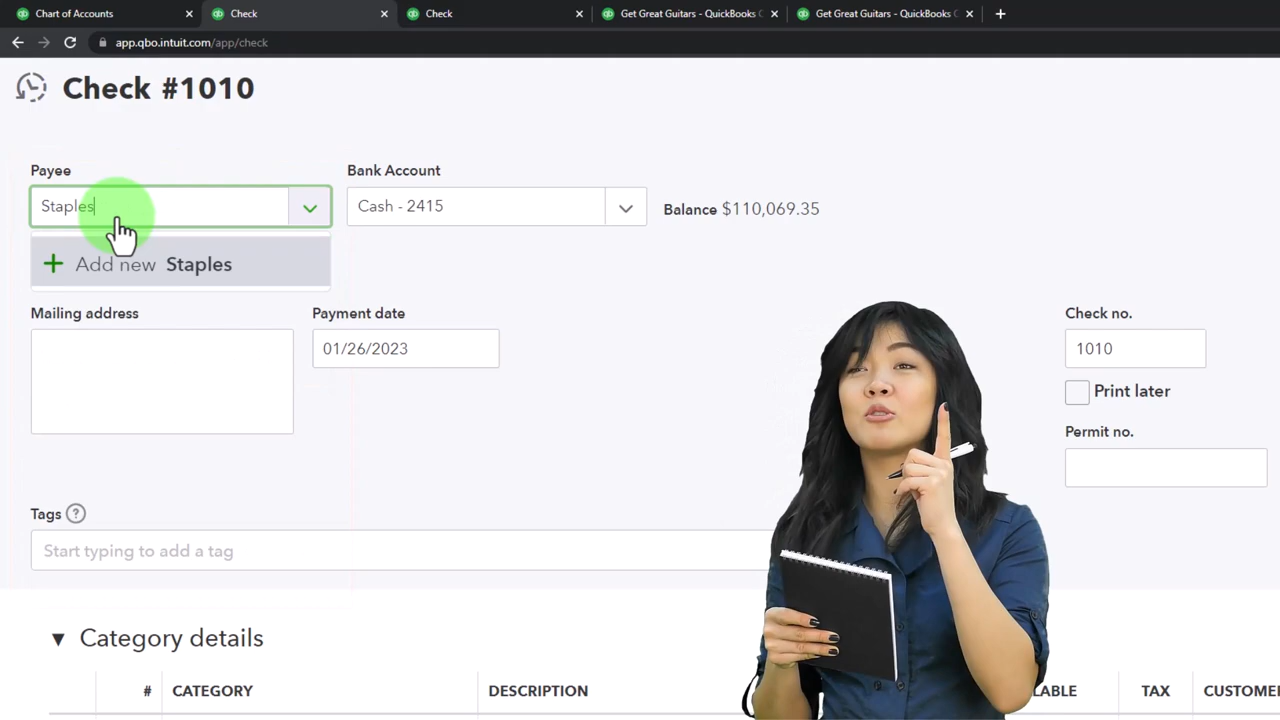 Chart of Accounts
Check
Check
Get Great Guitars - QuickBooks
Get Great Guitars - QuickBooks
app.qbo.intuit.com/app/check
Check #1010
Payee
Bank Account
Staples
Cash - 2415
Balance $110,069.35
Add new Staples
Mailing address
Payment date
Check no.
01/26/2023
1010
Print later
Permit no.
Tags ?
Start typing to add a tag
Category details
#
CATEGORY
DESCRIPTION
TAX